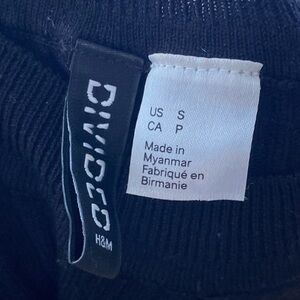 DIVIDED
H&M
US S
CA P
Made in
Myanmar
Fabriqué en
Birmanie